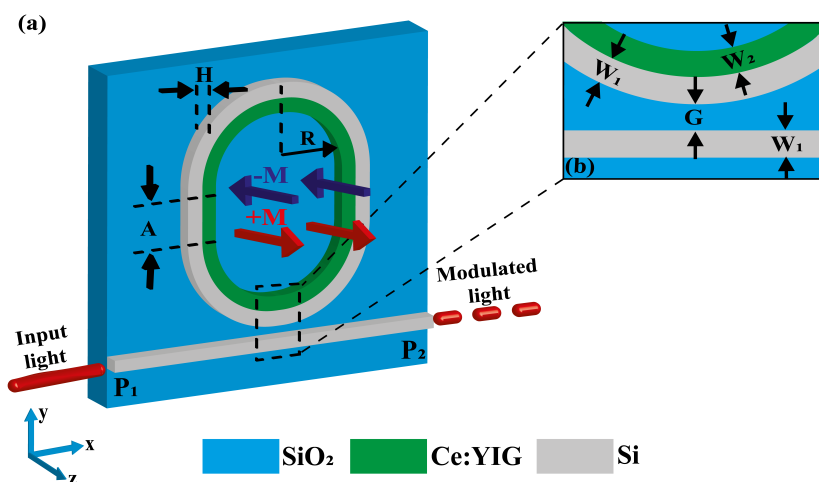 (a)
H
R
-M
+M
A
Input
light
P₁
P₂
Modulated
light
y
x
z
W₁
W₂
G
W₁
(b)
SiO₂
Ce:YIG
Si